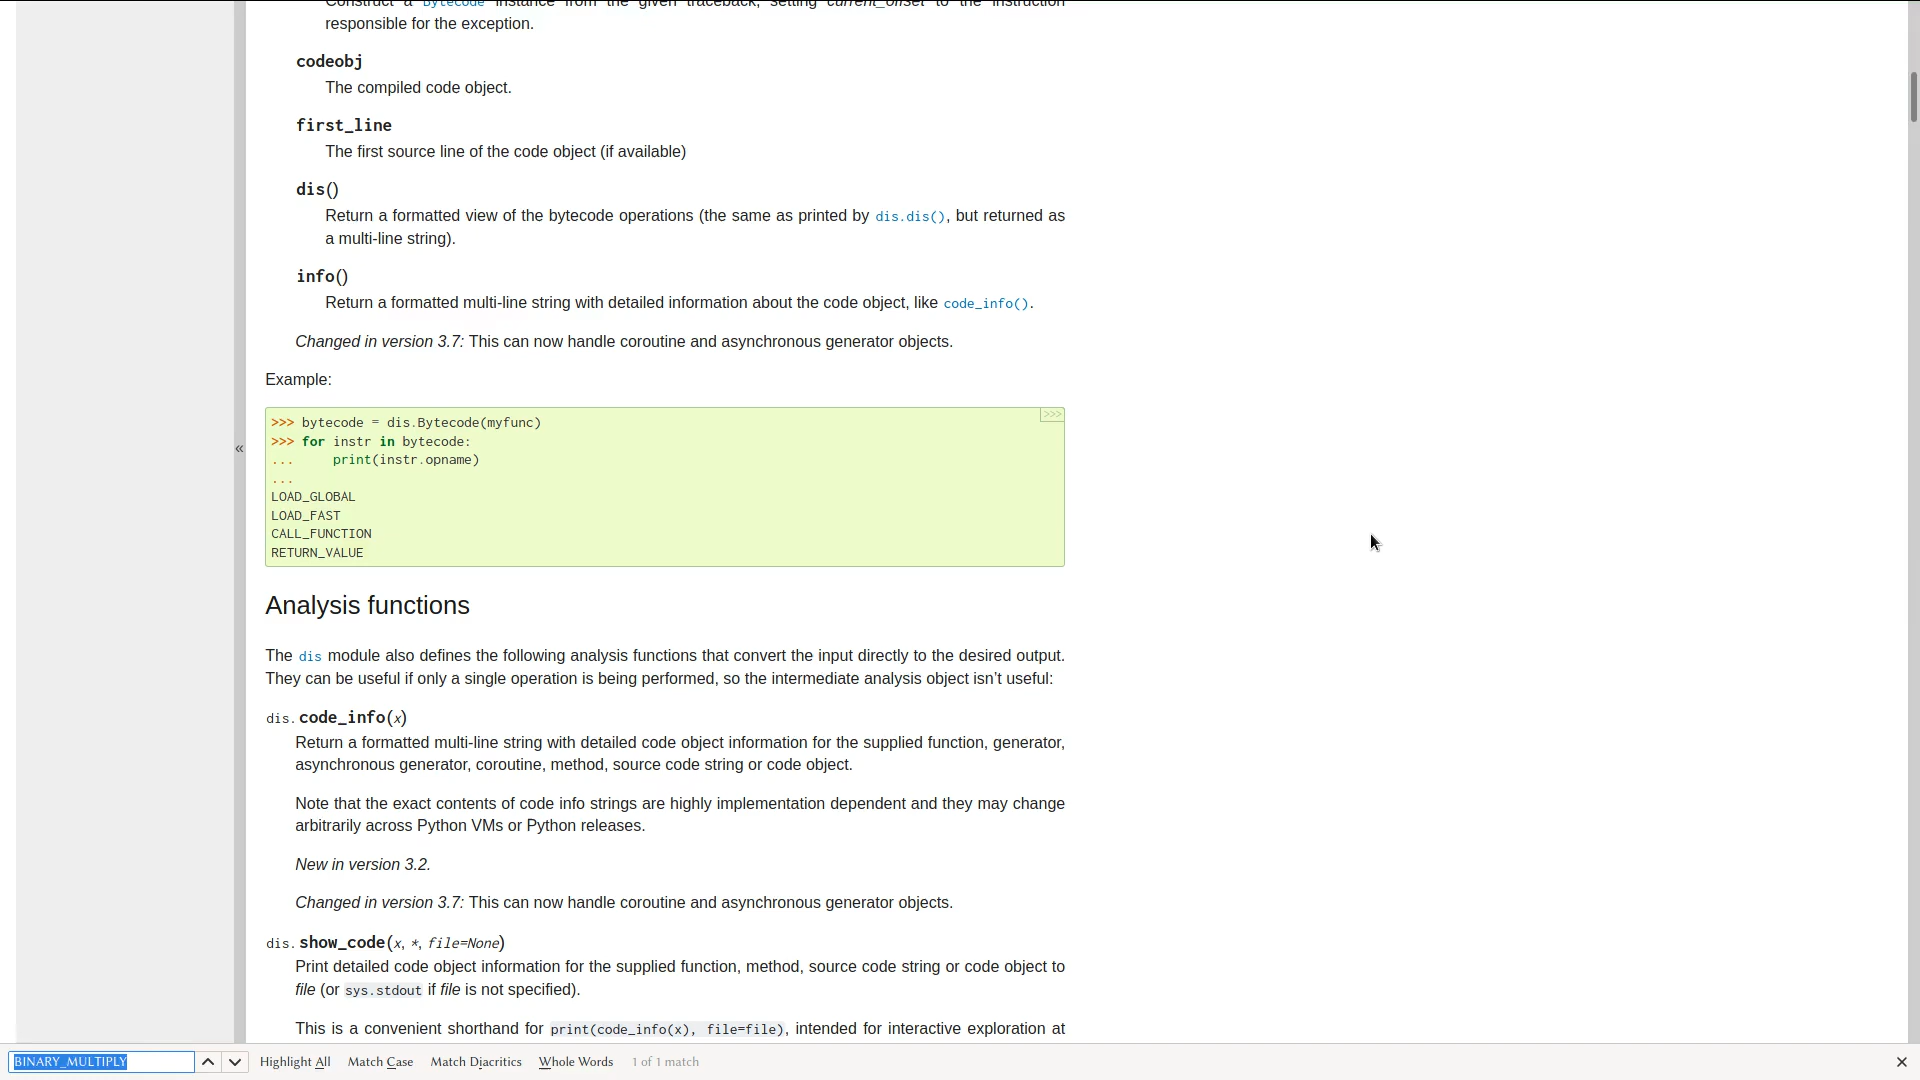 Construct a Bytecode instance from the given traceback, setting current_offset to the instruction
responsible for the exception.
codeobj
The compiled code object.
first_line
The first source line of the code object (if available)
dis()
Return a formatted view of the bytecode operations (the same as printed by dis.dis(), but returned as
a multi-line string).
info()
Return a formatted multi-line string with detailed information about the code object, like code_info().
Changed in version 3.7: This can now handle coroutine and asynchronous generator objects.
Example:
>>>
>>> bytecode = dis.Bytecode(myfunc)
>>> for instr in bytecode:
...     print(instr.opname)
...
«
LOAD_GLOBAL
LOAD_FAST
CALL_FUNCTION
RETURN_VALUE
Analysis functions
The dis module also defines the following analysis functions that convert the input directly to the desired output.
They can be useful if only a single operation is being performed, so the intermediate analysis object isn’t useful:
dis.code_info(x)
Return a formatted multi-line string with detailed code object information for the supplied function, generator,
asynchronous generator, coroutine, method, source code string or code object.
Note that the exact contents of code info strings are highly implementation dependent and they may change
arbitrarily across Python VMs or Python releases.
New in version 3.2.
Changed in version 3.7: This can now handle coroutine and asynchronous generator objects.
dis.show_code(x, *, file=None)
Print detailed code object information for the supplied function, method, source code string or code object to
file (or sys.stdout if file is not specified).
This is a convenient shorthand for print(code_info(x), file=file), intended for interactive exploration at
BINARY_MULTIPLY Highlight All Match Case Match Diacritics Whole Words 1 of 1 match